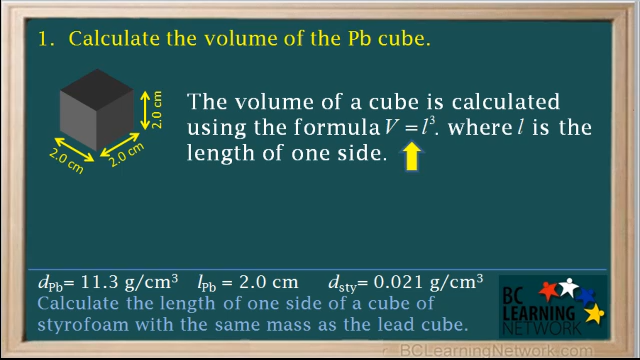 1. Calculate the volume of the Pb cube.
The volume of a cube is calculated
using the formula V = l³. where l is the
length of one side.
2.0 cm
2.0 cm
2.0 cm
dPb= 11.3 g/cm³ lPb = 2.0 cm dsty= 0.021 g/cm³
Calculate the length of one side of a cube of
styrofoam with the same mass as the lead cube.
BC
LEARNING
NETWORK
BCLearningNetwork.com